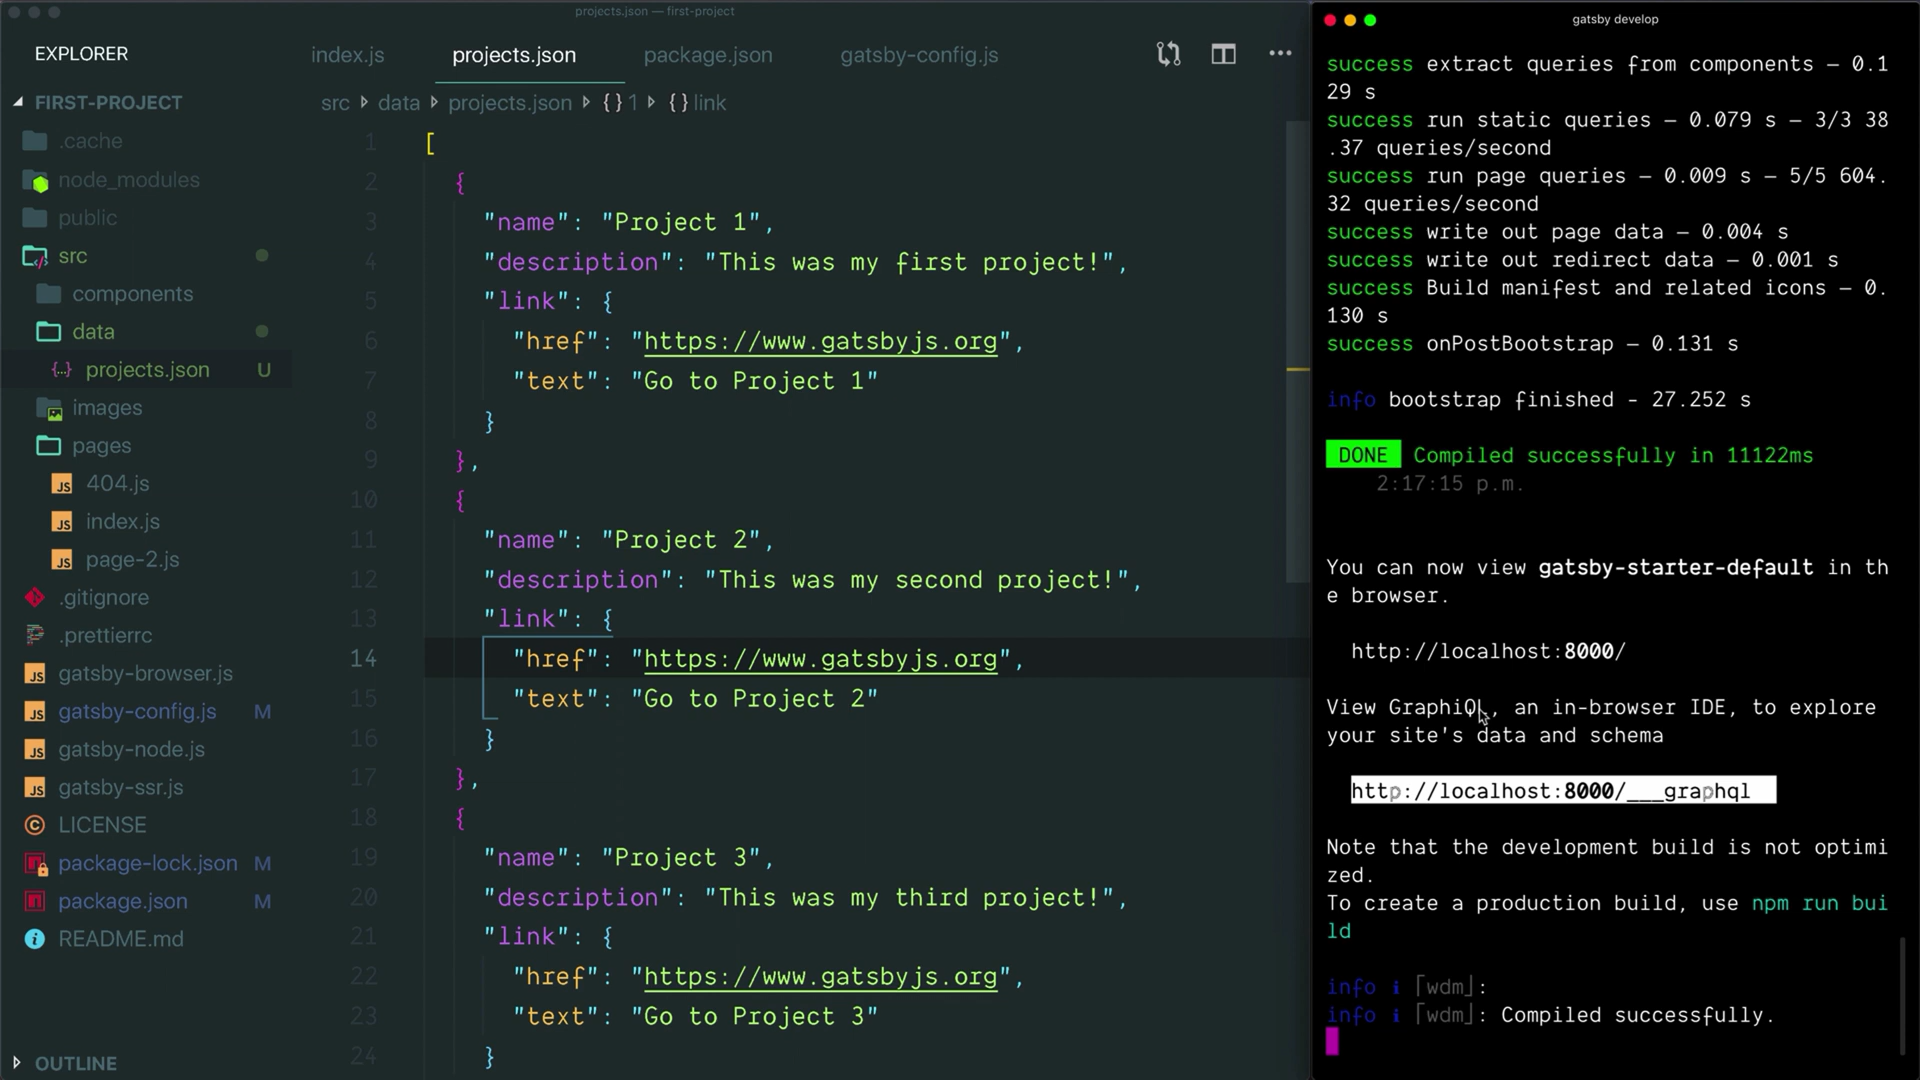 projects.json — first-project
EXPLORER
index.js
projects.json
package.json
gatsby-config.js
FIRST-PROJECT
.cache
node_modules
public
src
components
data
projects.json U
images
pages
404.js
index.js
page-2.js
.gitignore
.prettierrc
gatsby-browser.js
gatsby-config.js M
gatsby-node.js
gatsby-ssr.js
LICENSE
package-lock.json M
package.json M
README.md
OUTLINE
src data projects.json {} 1 {} link
1 [
2 {
3 "name": "Project 1",
4 "description": "This was my first project!",
5 "link": {
6 "href": "https://www.gatsbyjs.org",
7 "text": "Go to Project 1"
8 }
9 },
10 {
11 "name": "Project 2",
12 "description": "This was my second project!",
13 "link": {
14 "href": "https://www.gatsbyjs.org",
15 "text": "Go to Project 2"
16 }
17 },
18 {
19 "name": "Project 3",
20 "description": "This was my third project!",
21 "link": {
22 "href": "https://www.gatsbyjs.org",
23 "text": "Go to Project 3"
24 }
gatsby develop
success extract queries from components — 0.1
29 s
success run static queries — 0.079 s — 3/3 38
.37 queries/second
success run page queries — 0.009 s — 5/5 604.
32 queries/second
success write out page data — 0.004 s
success write out redirect data — 0.001 s
success Build manifest and related icons — 0.
130 s
success onPostBootstrap — 0.131 s
info bootstrap finished - 27.252 s
DONE Compiled successfully in 11122ms
2:17:15 p.m.
You can now view gatsby-starter-default in th
e browser.
http://localhost:8000/
View GraphiQL, an in-browser IDE, to explore
your site's data and schema
http://localhost:8000/___graphql
Note that the development build is not optimi
zed.
To create a production build, use npm run bui
ld
info ℹ ｢wdm｣:
info ℹ ｢wdm｣: Compiled successfully.